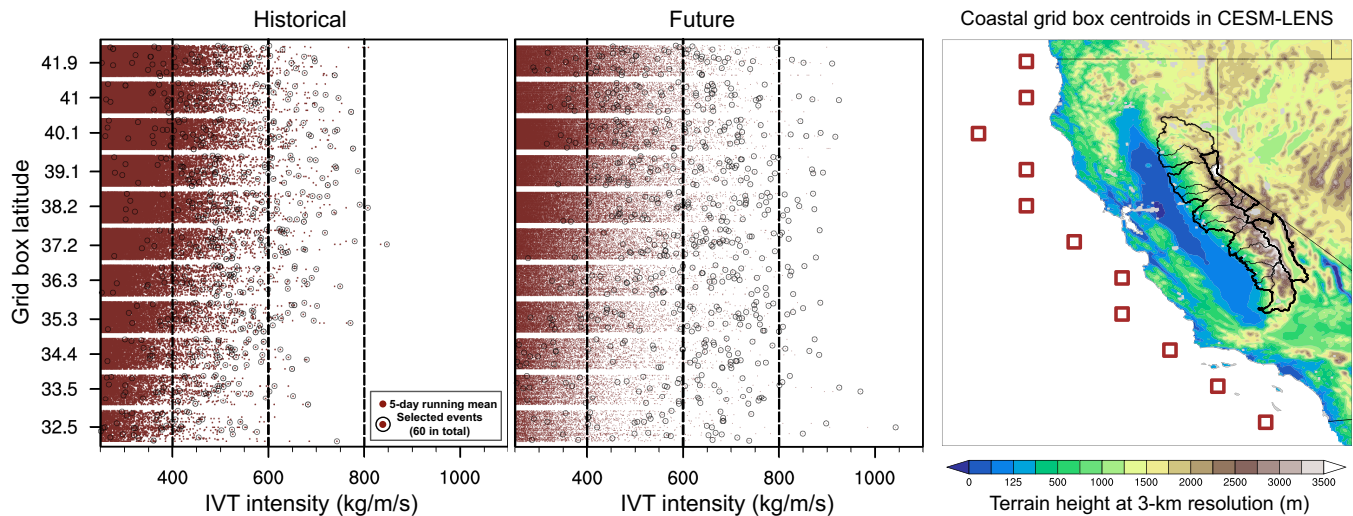 Historical
Future
Coastal grid box centroids in CESM-LENS
Grid box latitude
41.9
41
40.1
39.1
38.2
37.2
36.3
35.3
34.4
33.5
32.5
5-day running mean
Selected events
(60 in total)
400 600 800 1000
IVT intensity (kg/m/s)
400 600 800 1000
IVT intensity (kg/m/s)
0 125 500 1000 1500 2000 2500 3500
Terrain height at 3-km resolution (m)